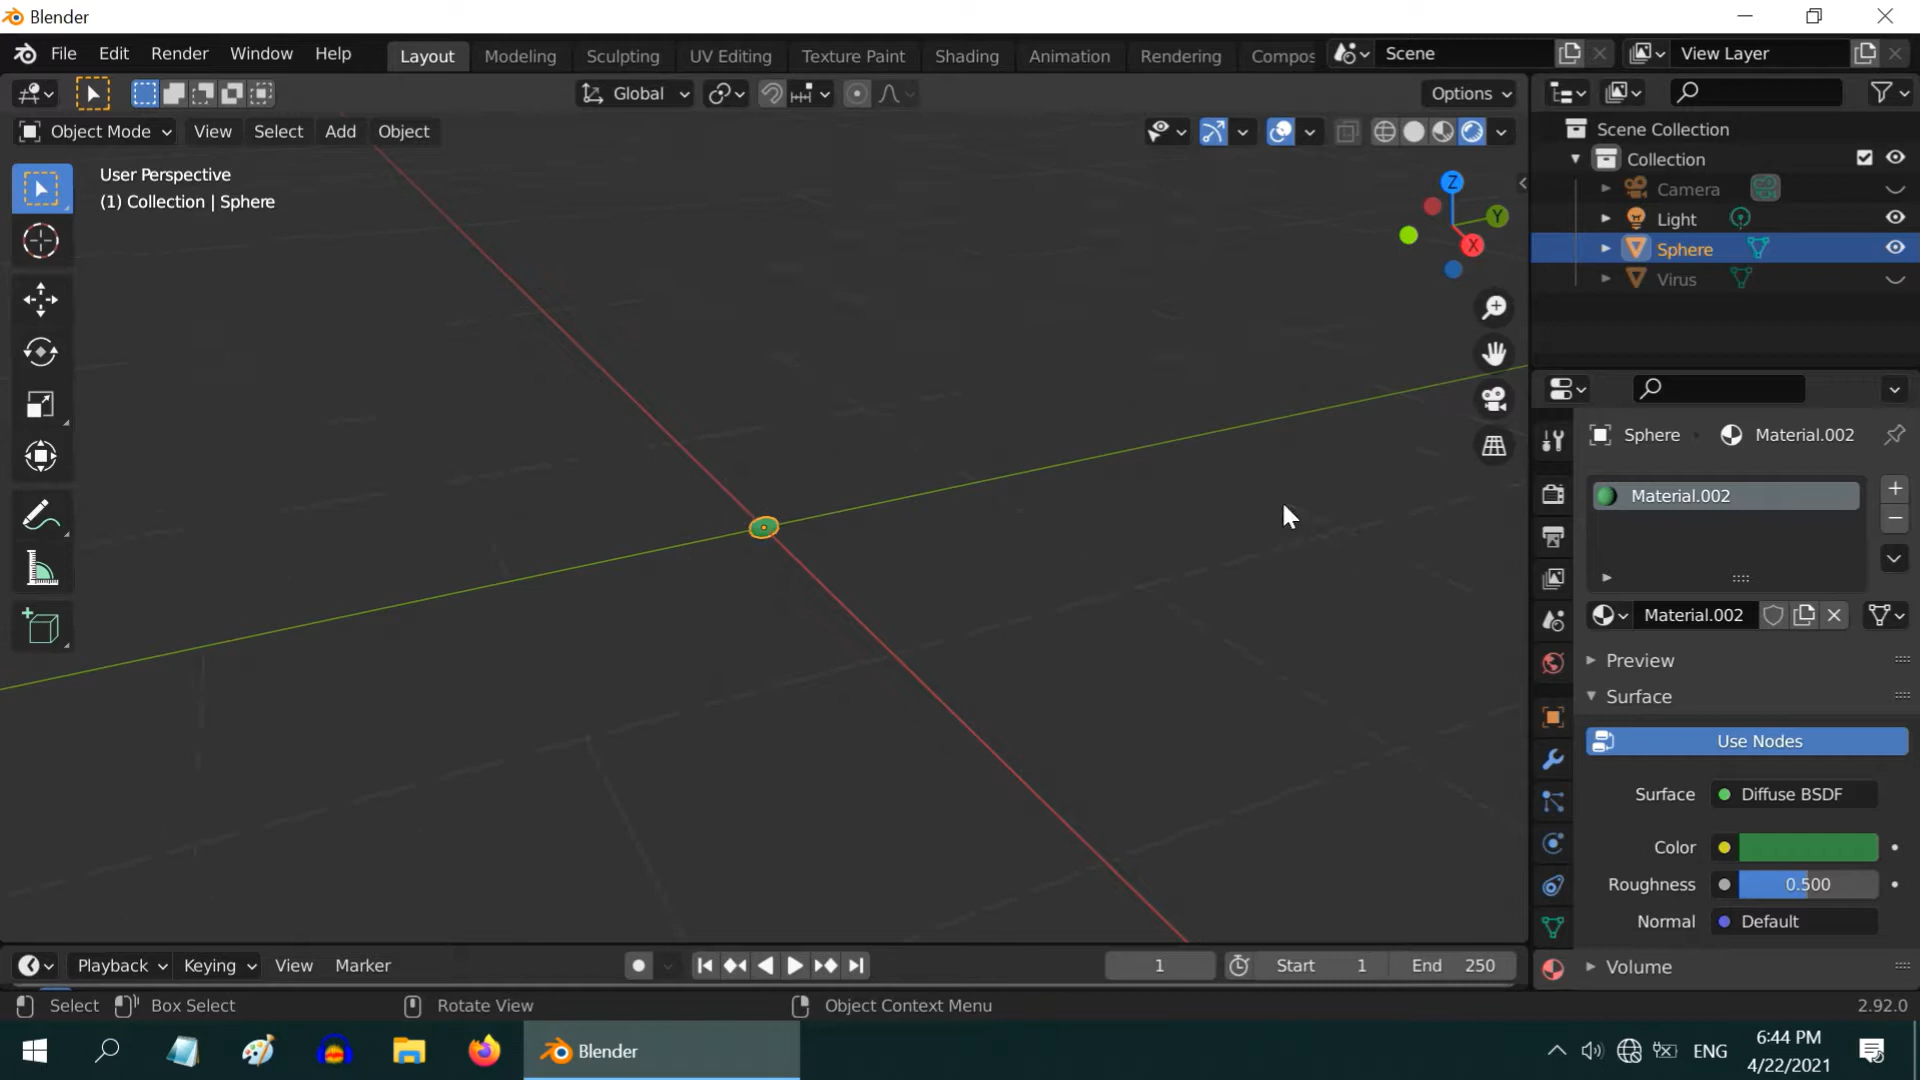 Blender
File Edit Render Window Help Layout Modeling Sculpting UV Editing Texture Paint Shading Animation Rendering Compos Scene View Layer
Global Options
Object Mode View Select Add Object
User Perspective
(1) Collection | Sphere
Z
Y
X
Scene Collection
Collection
Camera
Light
Sphere
Virus
Sphere Material.002
Material.002
Material.002
Preview
Surface
Use Nodes
Surface Diffuse BSDF
Color
Roughness 0.500
Normal Default
Volume
Playback Keying View Marker 1 Start 1 End 250
Select Box Select Rotate View Object Context Menu 2.92.0
Blender ENG 6:44 PM
4/22/2021